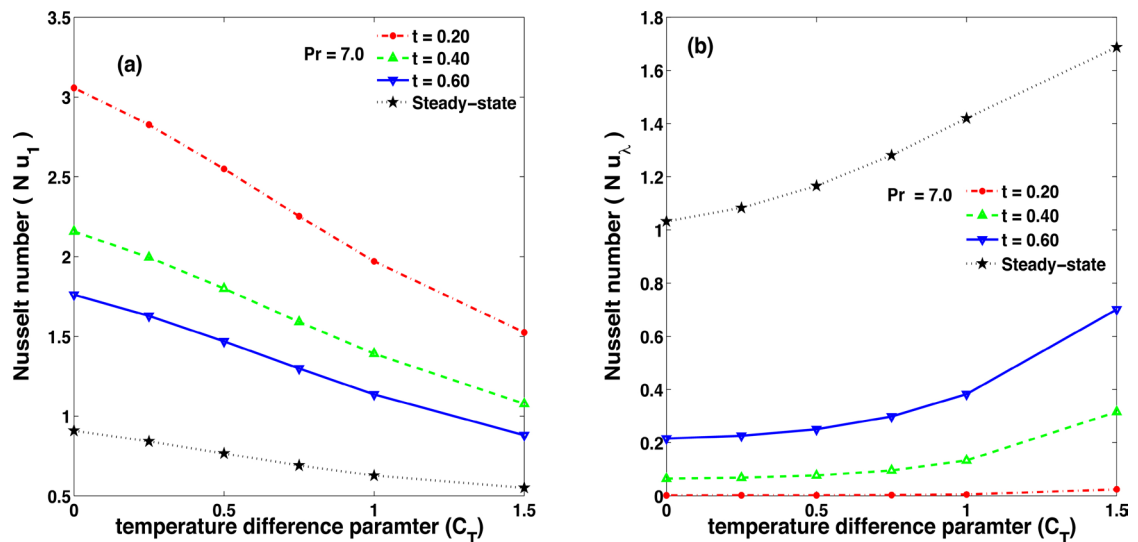 (a)
Pr = 7.0
t = 0.20
t = 0.40
t = 0.60
Steady-state
Nusselt number ( N u1 )
3.5
3
2.5
2
1.5
1
0.5
0
0.5
1
1.5
temperature difference paramter (CT)
(b)
Pr = 7.0
t = 0.20
t = 0.40
t = 0.60
Steady-state
Nusselt number ( N uλ )
1.8
1.6
1.4
1.2
1
0.8
0.6
0.4
0.2
0
0
0.5
1
1.5
temperature difference paramter (CT)